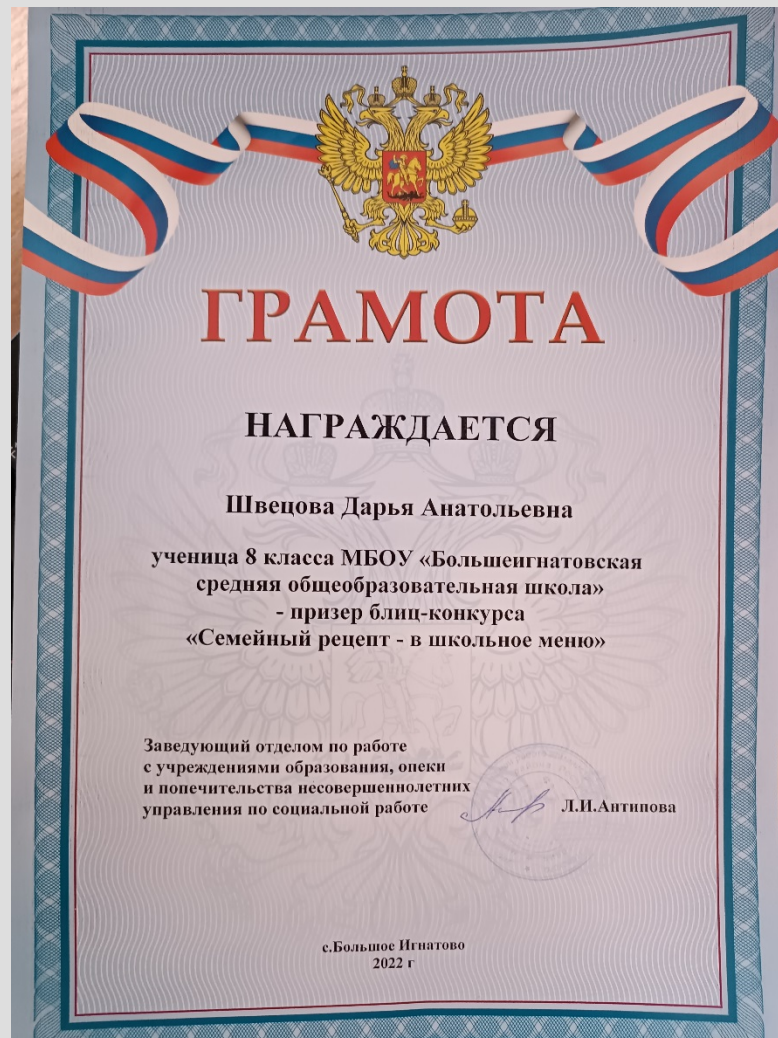 ГРАМОТА
НАГРАЖДАЕТСЯ
Швецова Дарья Анатольевна
ученица 8 класса МБОУ «Большеигнатовская
средняя общеобразовательная школа»
- призер блиц-конкурса
«Семейный рецепт - в школьное меню»
Заведующий отделом по работе
с учреждениями образования, опеки
и попечительства несовершеннолетних
управления по социальной работе
Л.И.Антипова
с.Большое Игнатово
2022 г